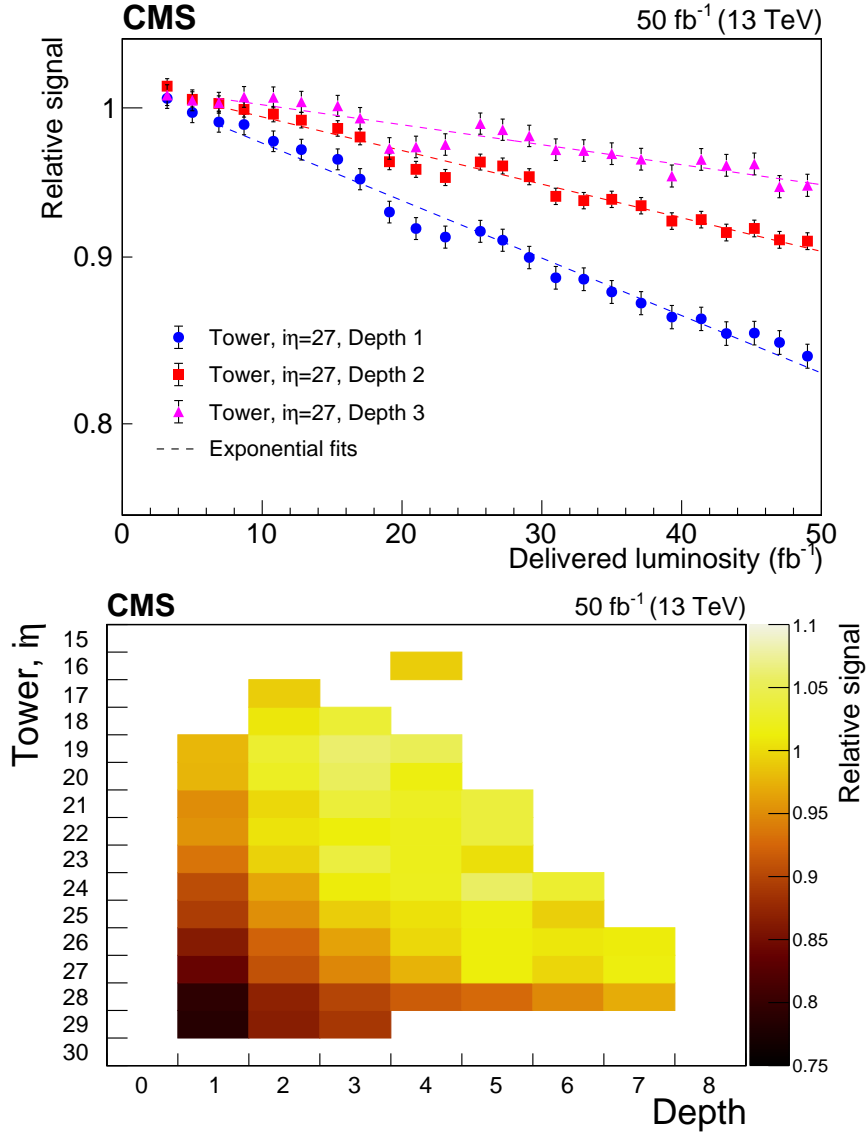 CMS 50 fb⁻¹ (13 TeV)
Relative signal
1
0.9
0.8
Tower, iη=27, Depth 1
Tower, iη=27, Depth 2
Tower, iη=27, Depth 3
Exponential fits
0 10 20 30 40 50
Delivered luminosity (fb⁻¹)
CMS 50 fb⁻¹ (13 TeV)
Tower, iη
15
16
17
18
19
20
21
22
23
24
25
26
27
28
29
30
0 1 2 3 4 5 6 7 8
Depth
1.1
1.05
1
0.95
0.9
0.85
0.8
0.75
Relative signal